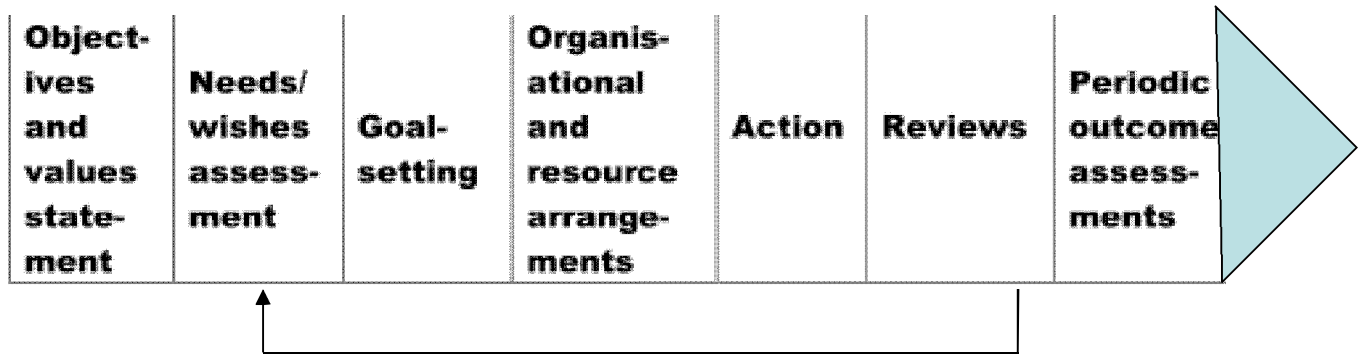 Object-
ives
and
values
state-
ment
Needs/
wishes
assess-
ment
Goal-
setting
Organis-
ational
and
resource
arrange-
ments
Action
Reviews
Periodic
outcome
assess-
ments